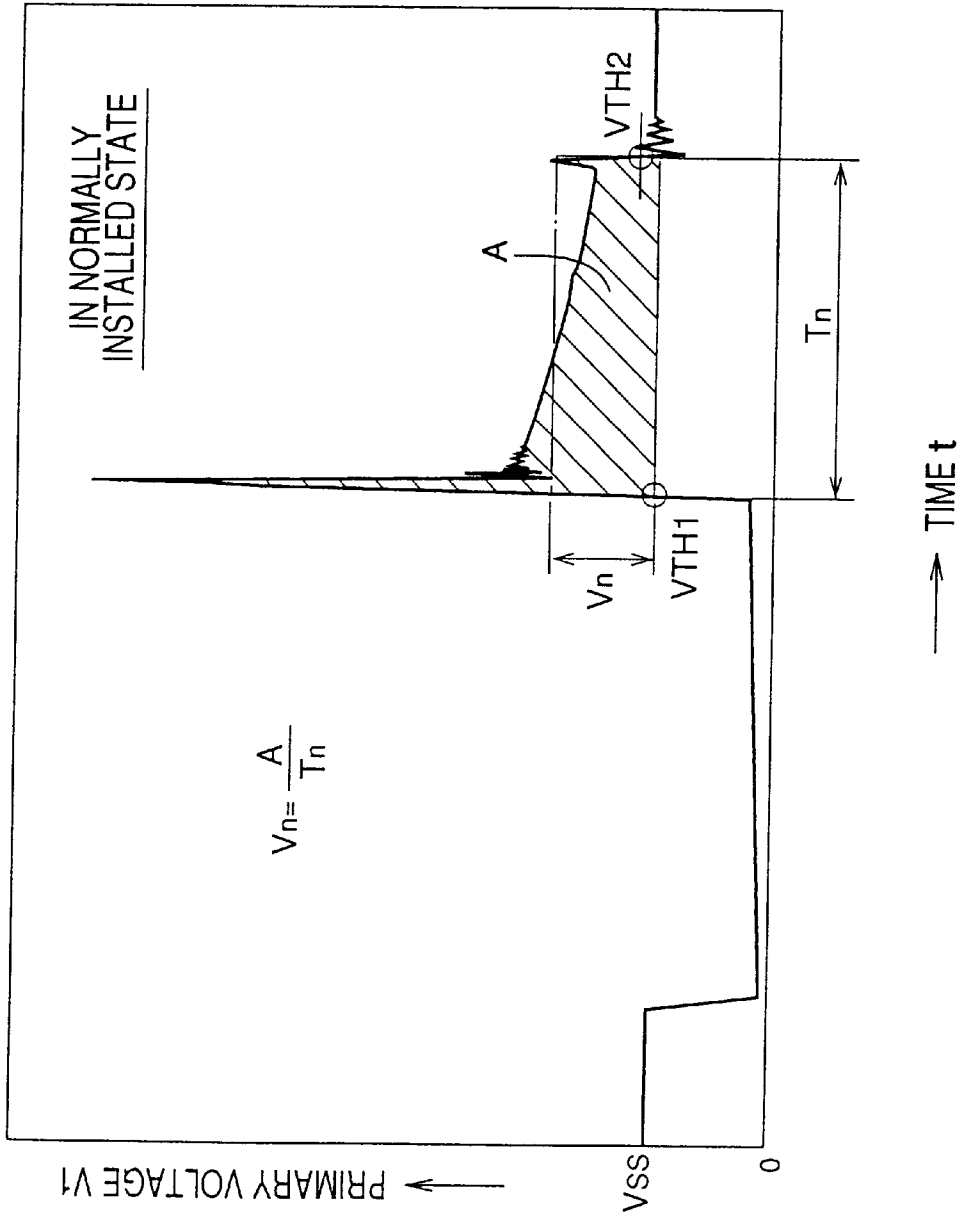 IN NORMALLY
INSTALLED STATE
Vn= A / Tn
A
VTH2
Vn
VTH1
Tn
PRIMARY VOLTAGE V1
VSS
0
TIME t